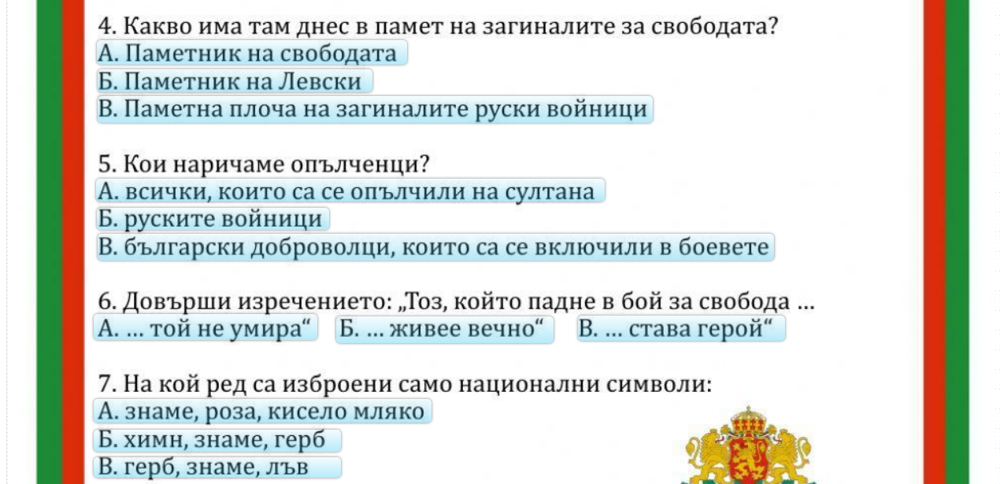 4. Какво има там днес в памет на загиналите за свободата?
А. Паметник на свободата
Б. Паметник на Левски
В. Паметна плоча на загиналите руски войници
5. Кои наричаме опълченци?
А. всички, които са се опълчили на султана
Б. руските войници
В. български доброволци, които са се включили в боевете
6. Довърши изречението: „Тоз, който падне в бой за свобода ...
А. ... той не умира“ Б. ... живее вечно“ В. ... става герой“
7. На кой ред са изброени само национални символи:
А. знаме, роза, кисело мляко
Б. химн, знаме, герб
В. герб, знаме, лъв